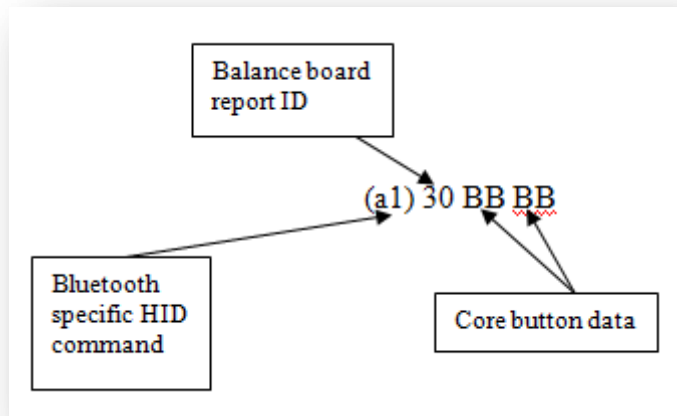 Balance board
report ID
(a1) 30 BB BB
Bluetooth
specific HID
command
Core button data